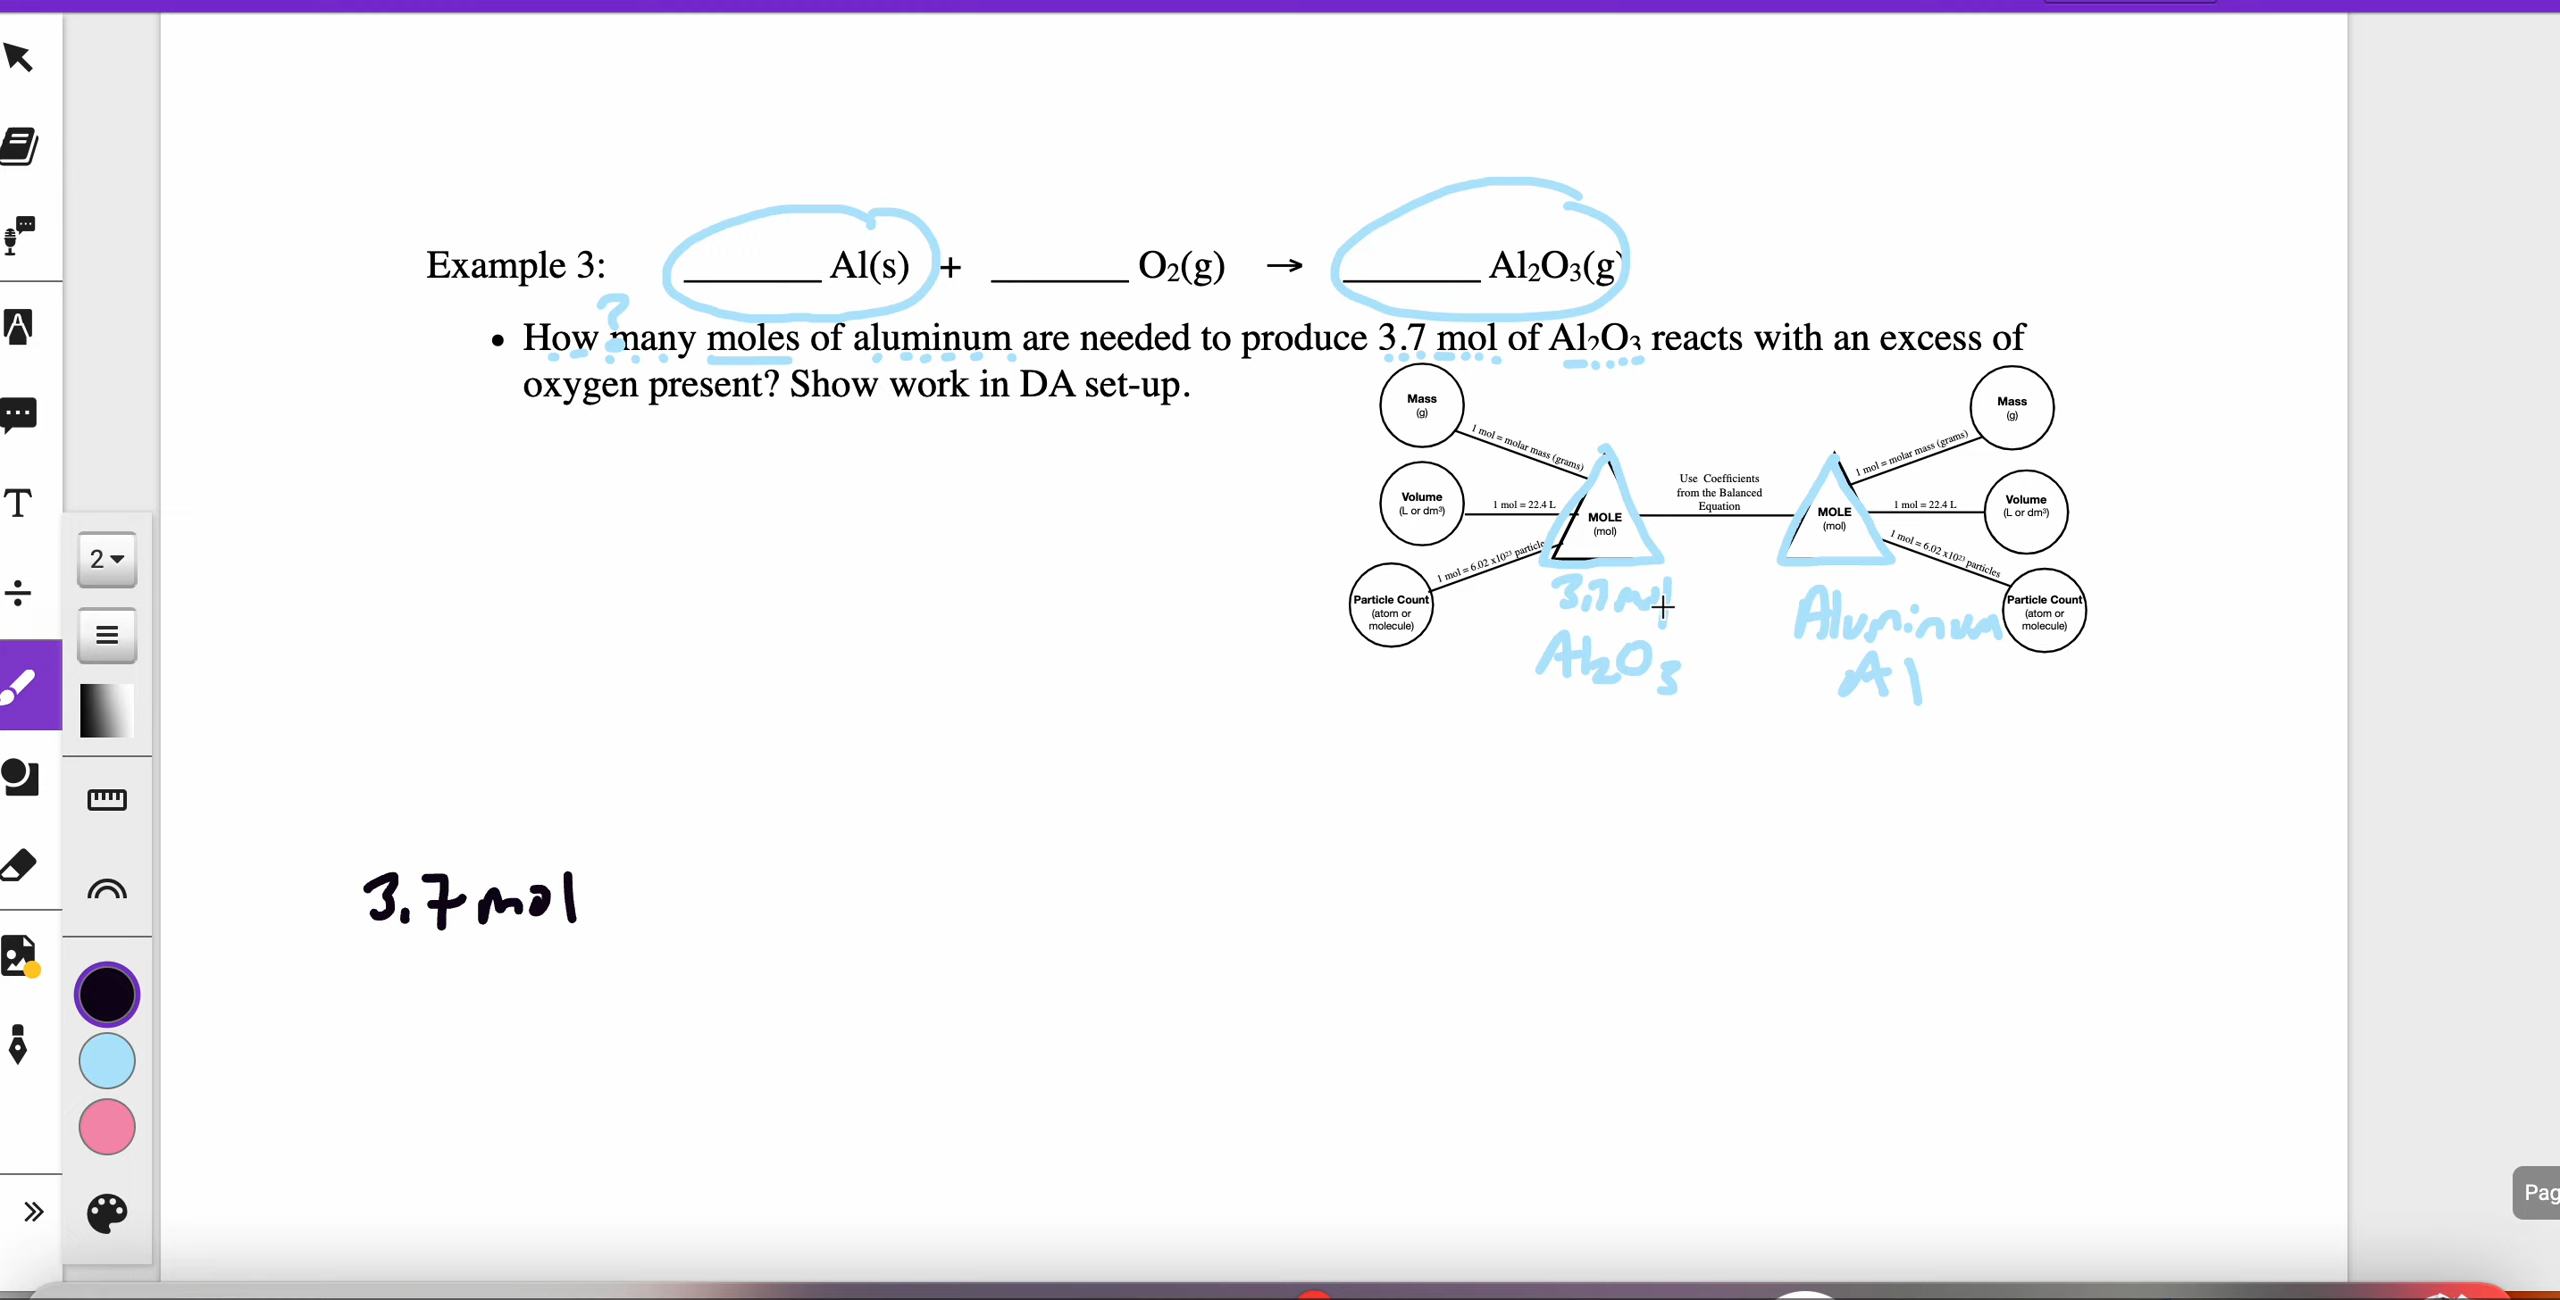 Example 3: ______ Al(s) + ______ O₂(g) → ______ Al₂O₃(g)
?
• How many moles of aluminum are needed to produce 3.7 mol of Al₂O₃ reacts with an excess of
oxygen present? Show work in DA set-up.
Mass
(g)
1 mol = molar mass (grams)
Volume
(L or dm³)
1 mol = 22.4 L
Particle Count
(atom or
molecule)
1 mol = 6.02 x10²³ particle
MOLE
(mol)
Use Coefficients
from the Balanced
Equation
MOLE
(mol)
1 mol = molar mass (grams)
Mass
(g)
1 mol = 22.4 L
Volume
(L or dm³)
1 mol = 6.02 x10²³ particles
Particle Count
(atom or
molecule)
3.7 mol
Al₂O₃
Aluminum
Al
3.7 mol
T
2
Pag